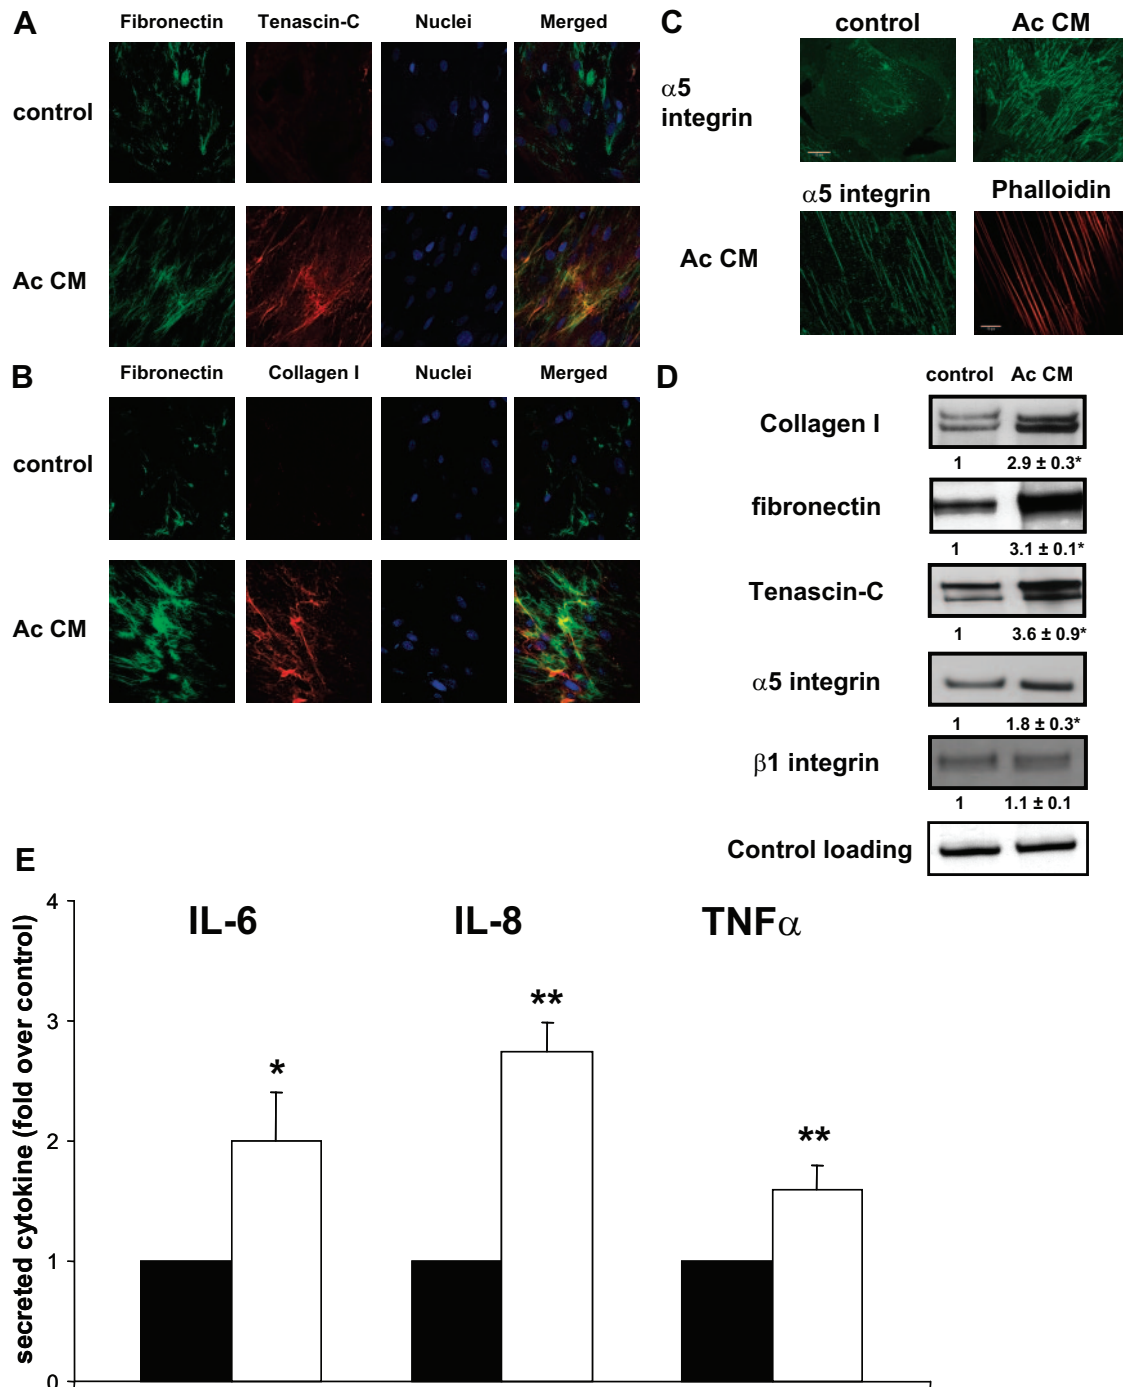 A
Fibronectin Tenascin-C Nuclei Merged
control
Ac CM
B
Fibronectin Collagen I Nuclei Merged
control
Ac CM
C
control Ac CM
α5 integrin
α5 integrin Phalloidin
Ac CM
D
control Ac CM
Collagen I
1 2.9 ± 0.3*
fibronectin
1 3.1 ± 0.1*
Tenascin-C
1 3.6 ± 0.9*
α5 integrin
1 1.8 ± 0.3*
β1 integrin
1 1.1 ± 0.1
Control loading
E
secreted cytokine (fold over control)
4
3
2
1
0
IL-6 IL-8 TNFα
* ** **